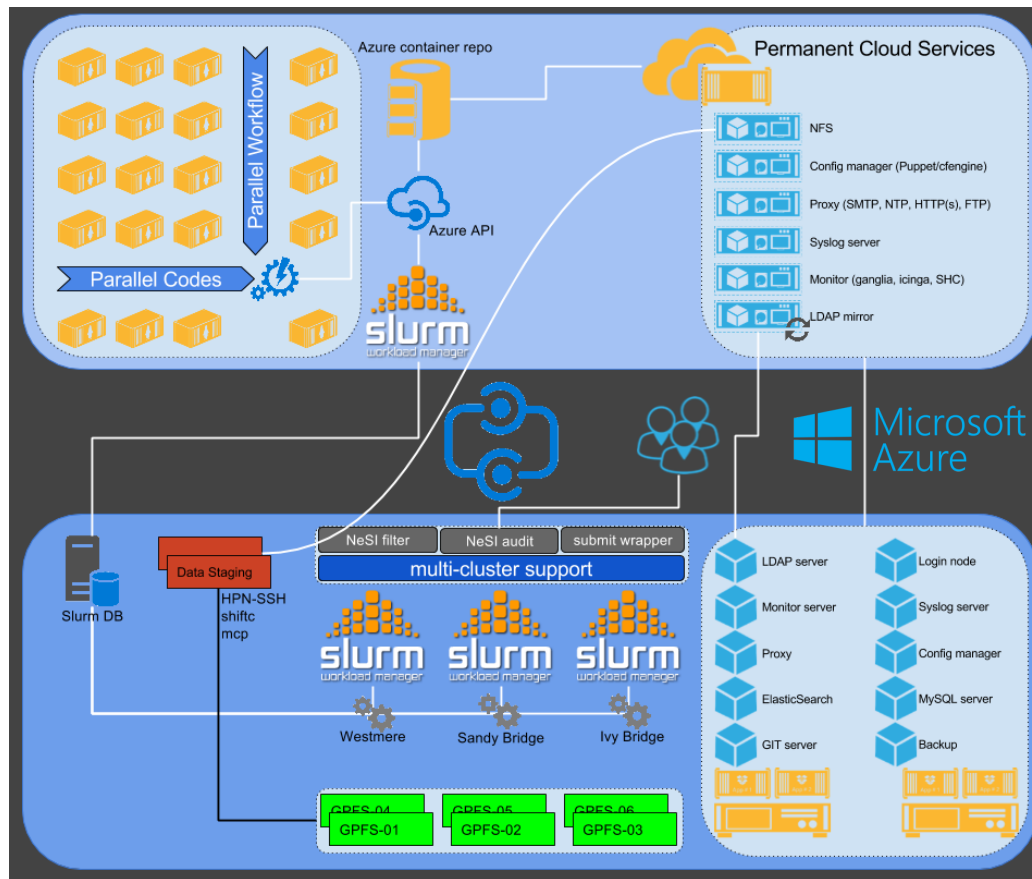 Azure container repo
Permanent Cloud Services
Parallel Workflow
NFS
Config manager (Puppet/cfengine)
Proxy (SMTP, NTP, HTTP(s), FTP)
Azure API
Syslog server
Parallel Codes
Monitor (ganglia, icinga, SHC)
LDAP mirror
slurm
workload manager
Microsoft
Azure
NeSI filter
NeSI audit
submit wrapper
multi-cluster support
Data Staging
HPN-SSH
shiftc
mcp
Slurm DB
slurm
workload manager
slurm
workload manager
slurm
workload manager
Westmere
Sandy Bridge
Ivy Bridge
GPFS-04
GPFS-05
GPFS-06
GPFS-01
GPFS-02
GPFS-03
LDAP server
Login node
Monitor server
Syslog server
Proxy
Config manager
ElasticSearch
MySQL server
GIT server
Backup